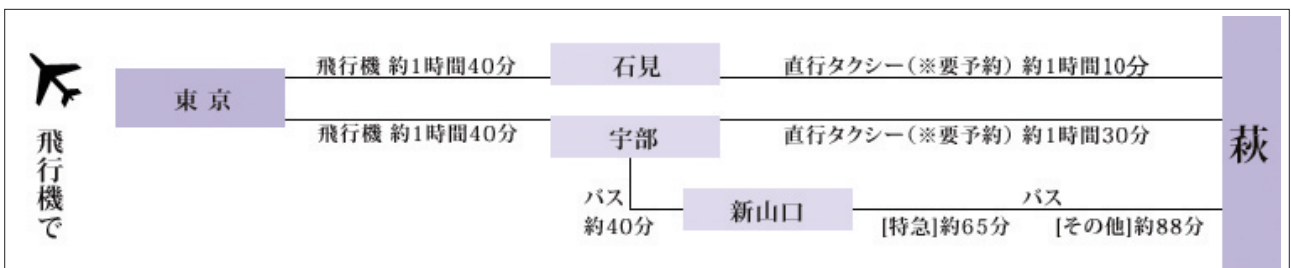 飛行機で
東京
飛行機 約1時間40分
石見
直行タクシー(※要予約) 約1時間10分
飛行機 約1時間40分
宇部
直行タクシー(※要予約) 約1時間30分
バス
約40分
新山口
バス
[特急]約65分
[その他]約88分
萩